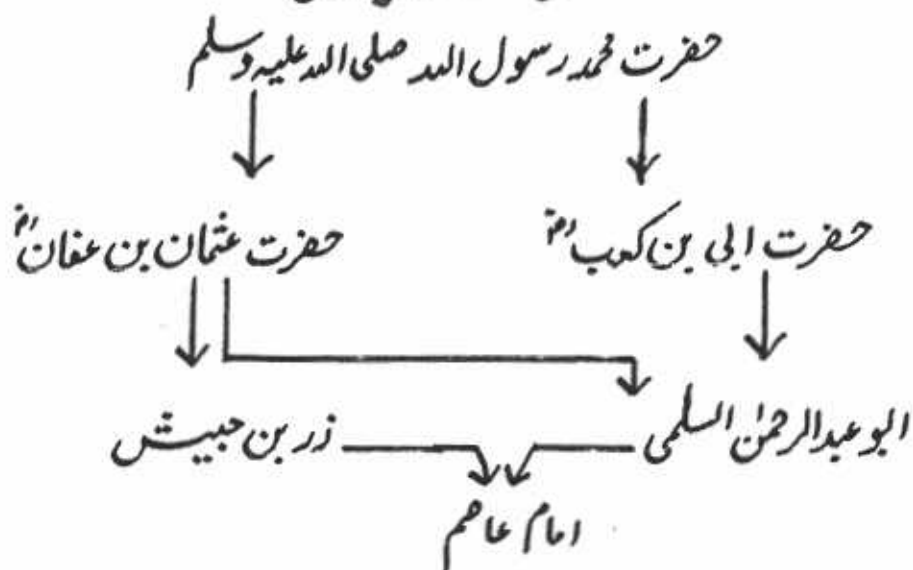 حضرت محمد رسول اللہ صلی اللہ علیہ وسلم
حضرت ابی بن کعب رضؓ حضرت عثمان بن عفان رضؓ
ابو عبدالرحمٰن السلمی زر بن حبیش
امام عاصم